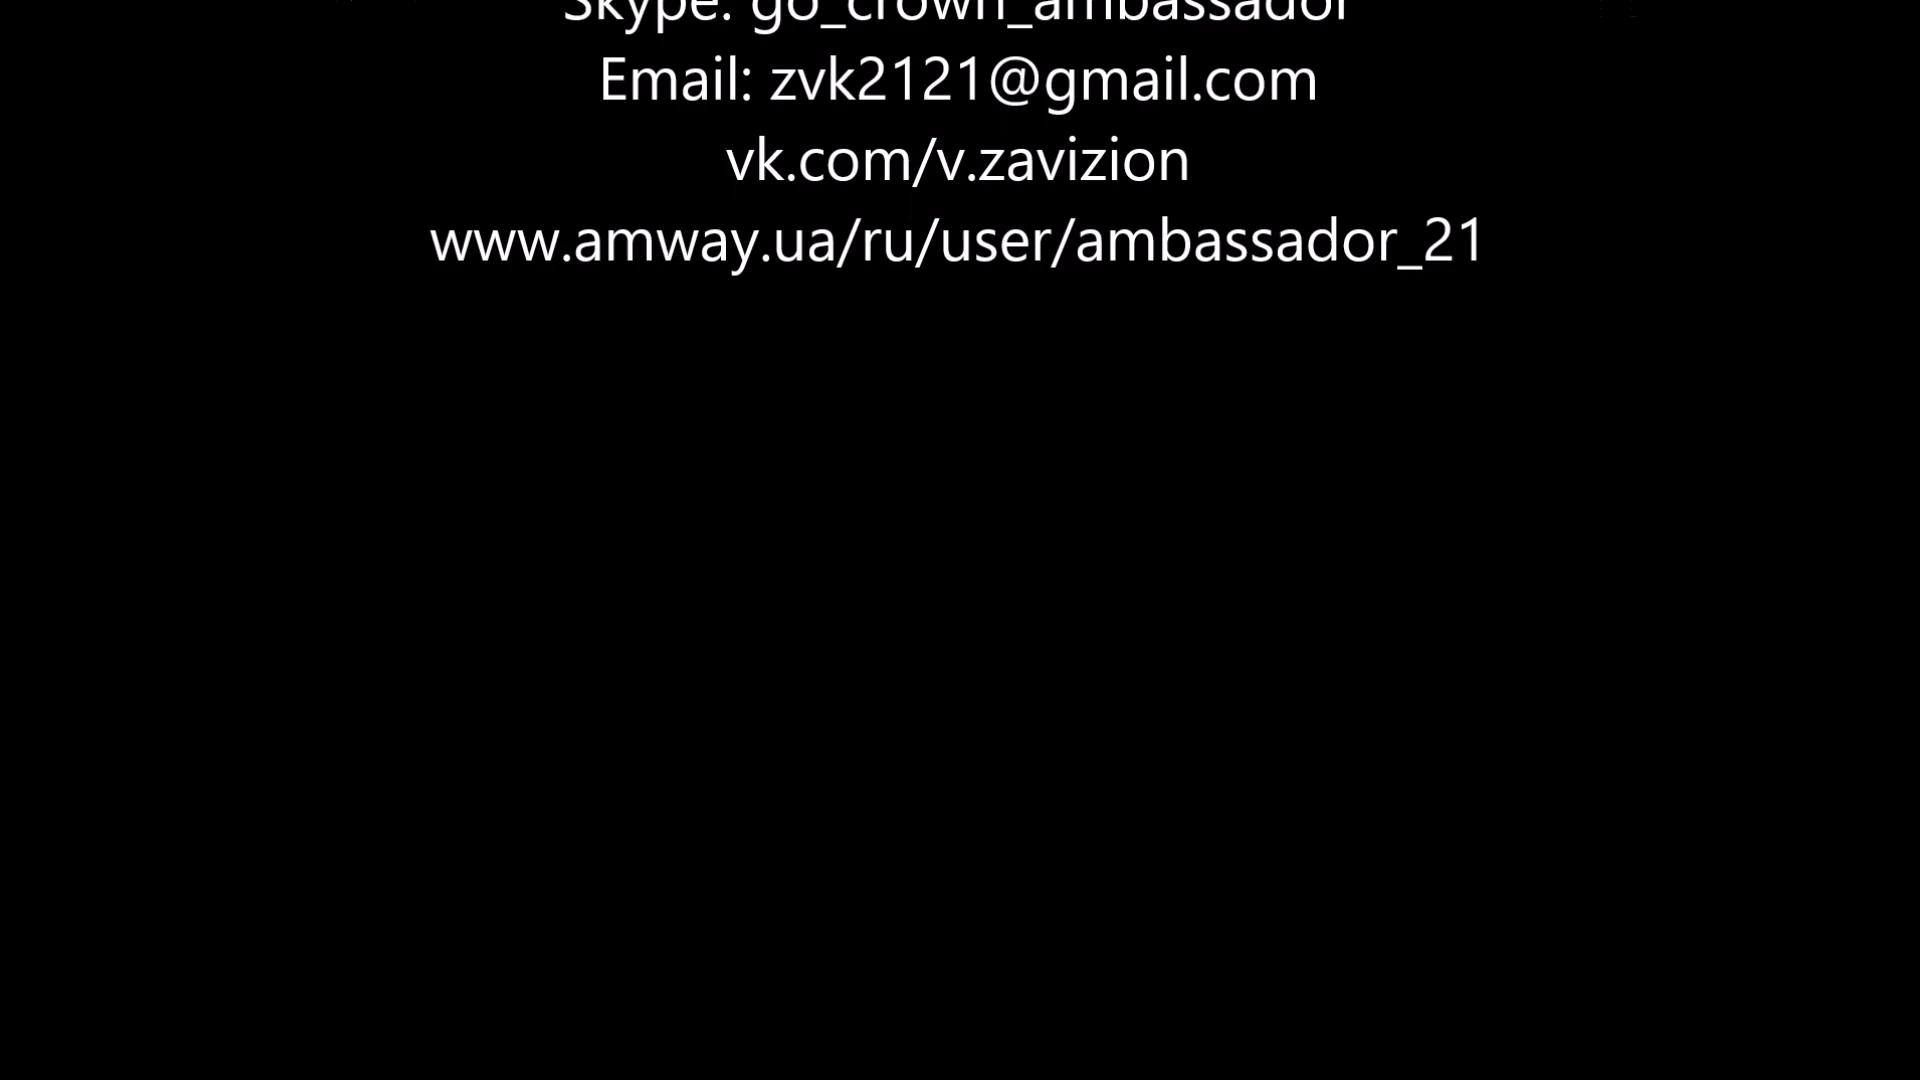 Skype: go_crown_ambassador
Email: zvk2121@gmail.com
vk.com/v.zavizion
www.amway.ua/ru/user/ambassador_21